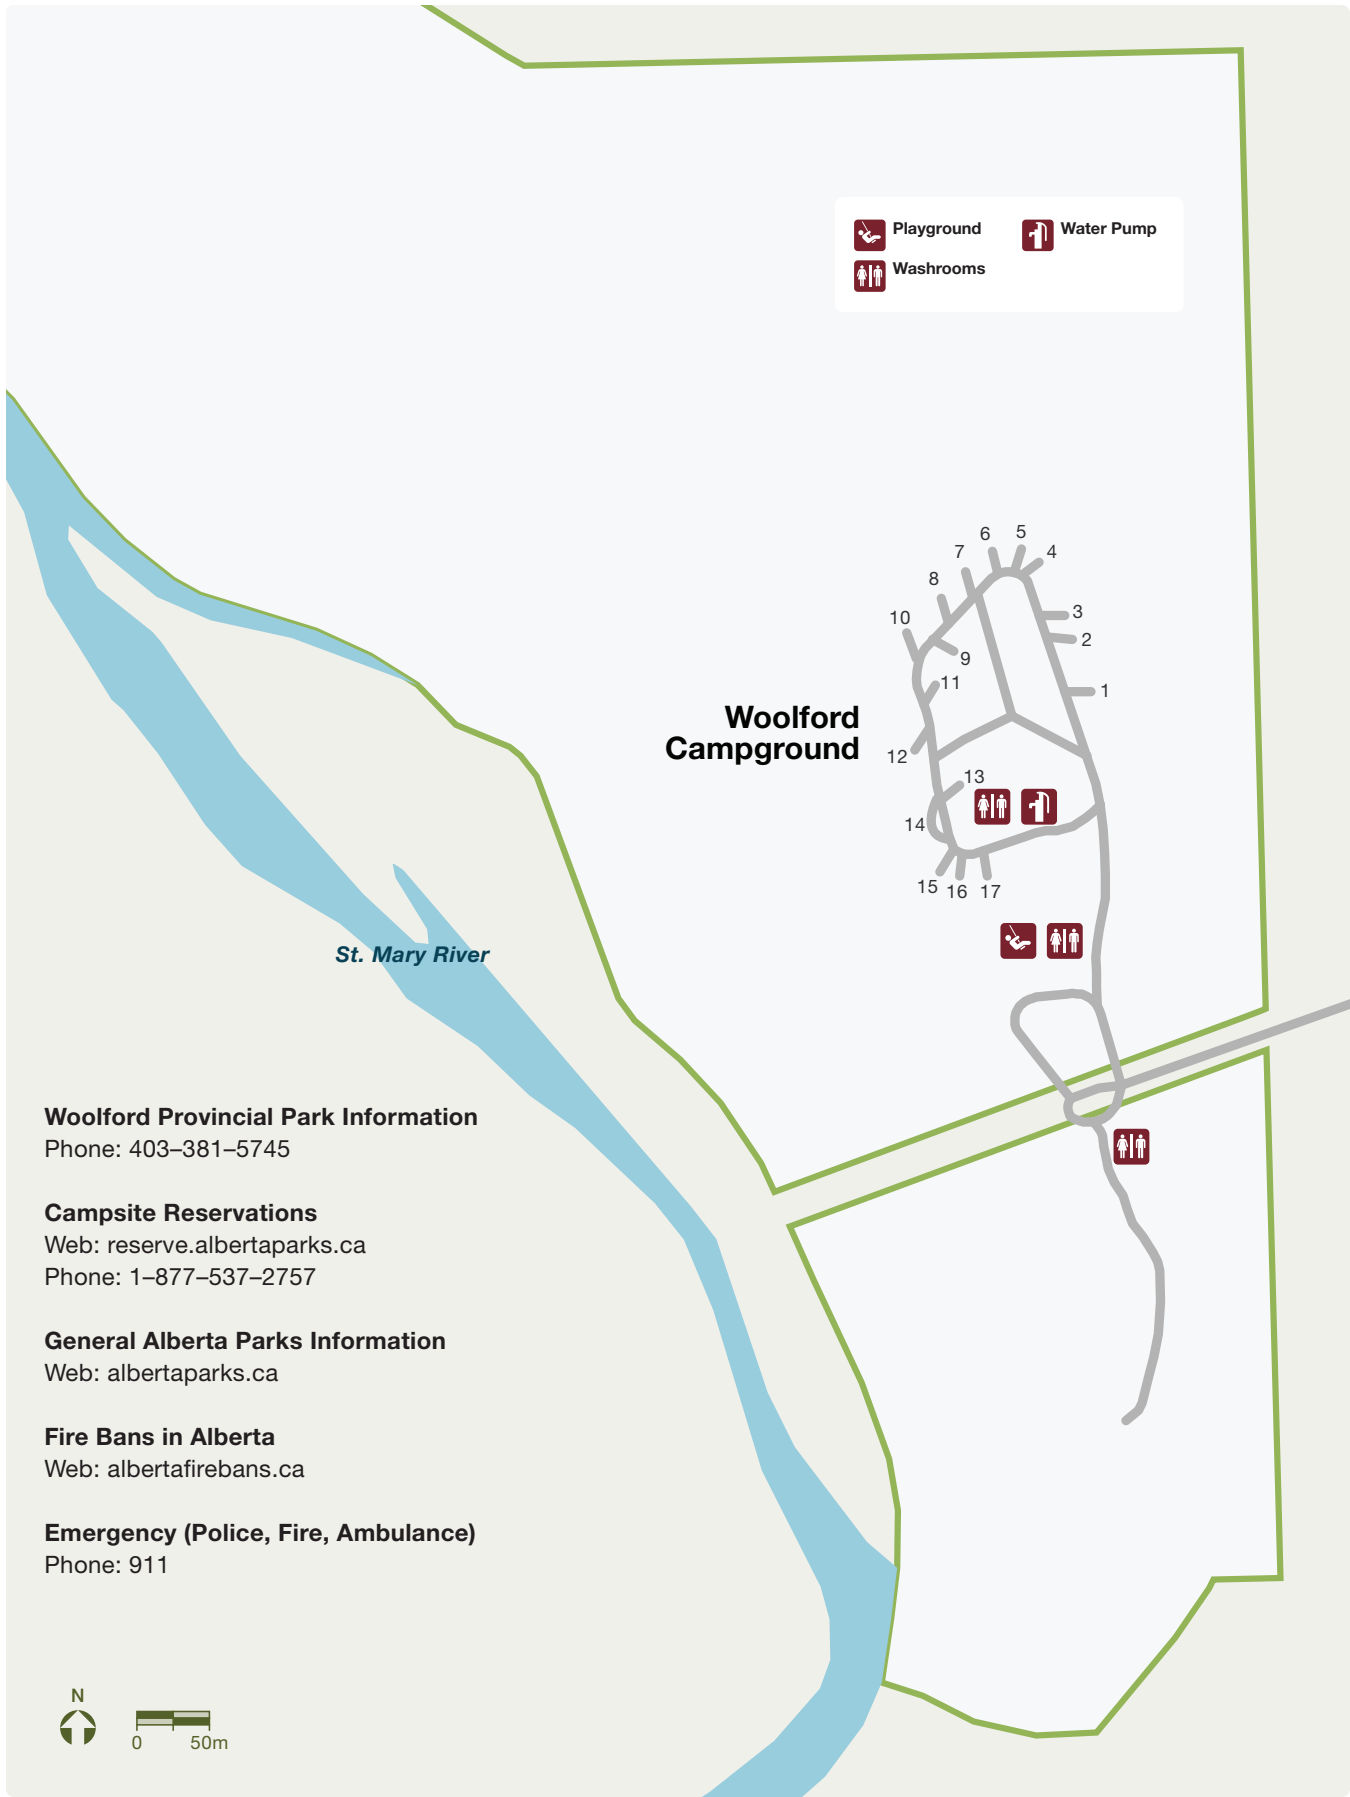 Playground
Water Pump
Washrooms
5
6
4
7
8
3
10
2
9
11
1
Woolford
Campground
12
13
14
15
16
17
St. Mary River
Woolford Provincial Park Information
Phone: 403–381–5745
Campsite Reservations
Web: reserve.albertaparks.ca
Phone: 1–877–537–2757
General Alberta Parks Information
Web: albertaparks.ca
Fire Bans in Alberta
Web: albertafirebans.ca
Emergency (Police, Fire, Ambulance)
Phone: 911
N
0 50m